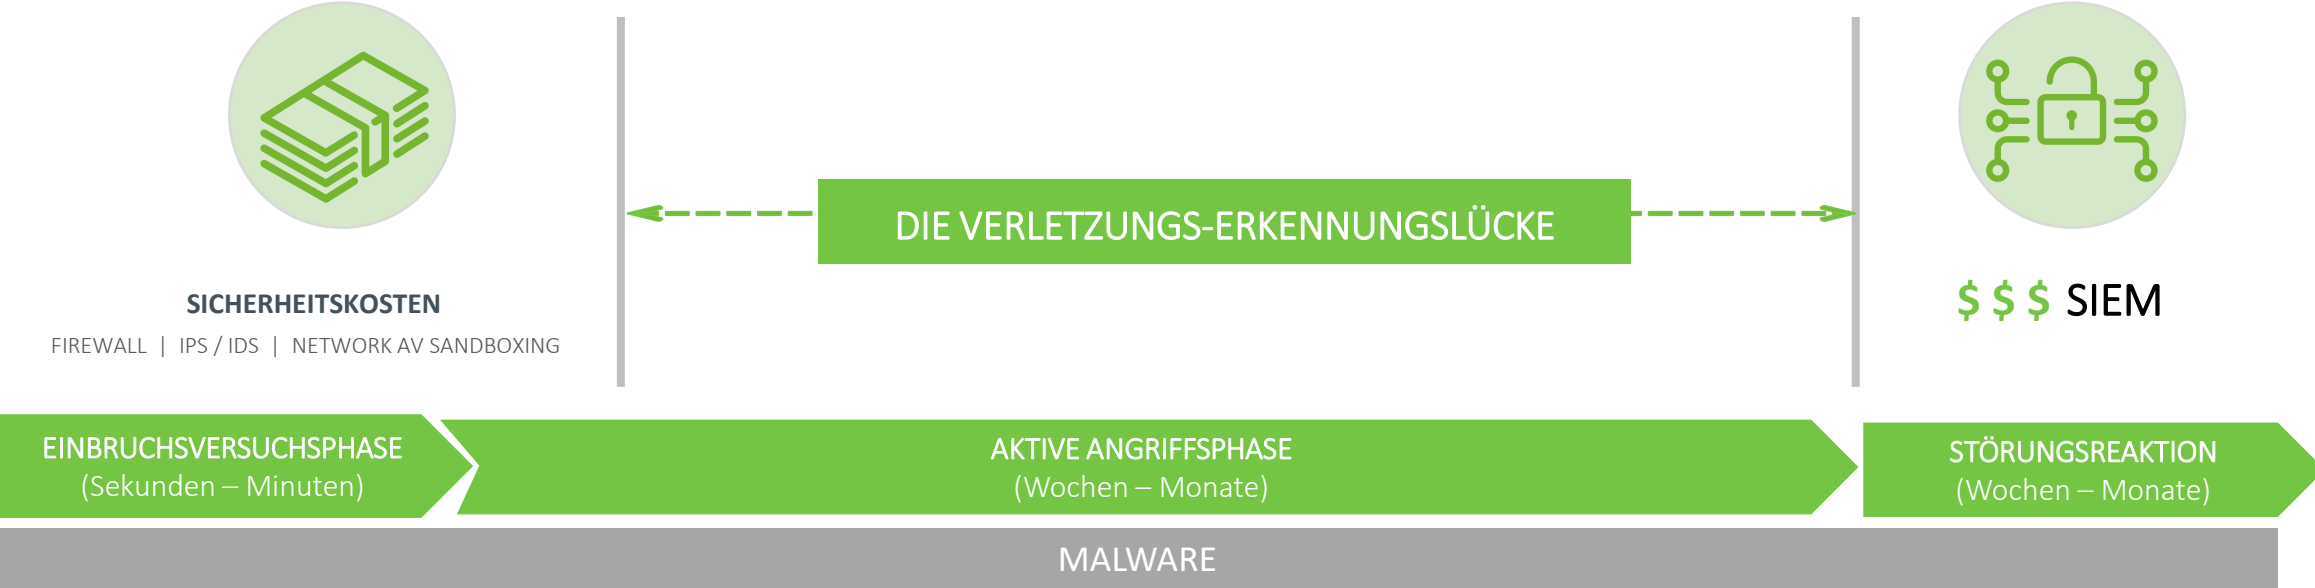 DIE VERLETZUNGS-ERKENNUNGSLÜCKE
SICHERHEITSKOSTEN
FIREWALL | IPS / IDS | NETWORK AV SANDBOXING
$ $ $ SIEM
EINBRUCHSVERSUCHSPHASE
(Sekunden – Minuten)
AKTIVE ANGRIFFSPHASE
(Wochen – Monate)
STÖRUNGSREAKTION
(Wochen – Monate)
MALWARE